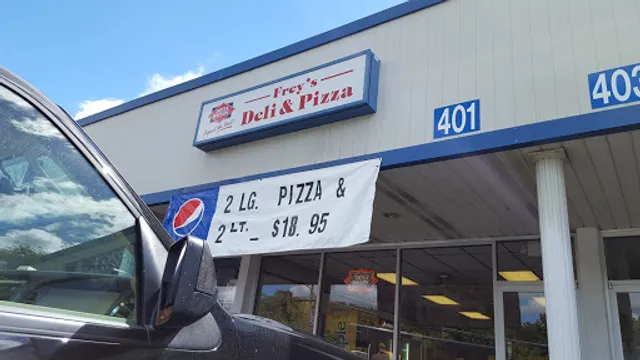 Frey's
Deli & Pizza
401
403
2 LG. PIZZA &
2 LT. - $18.95